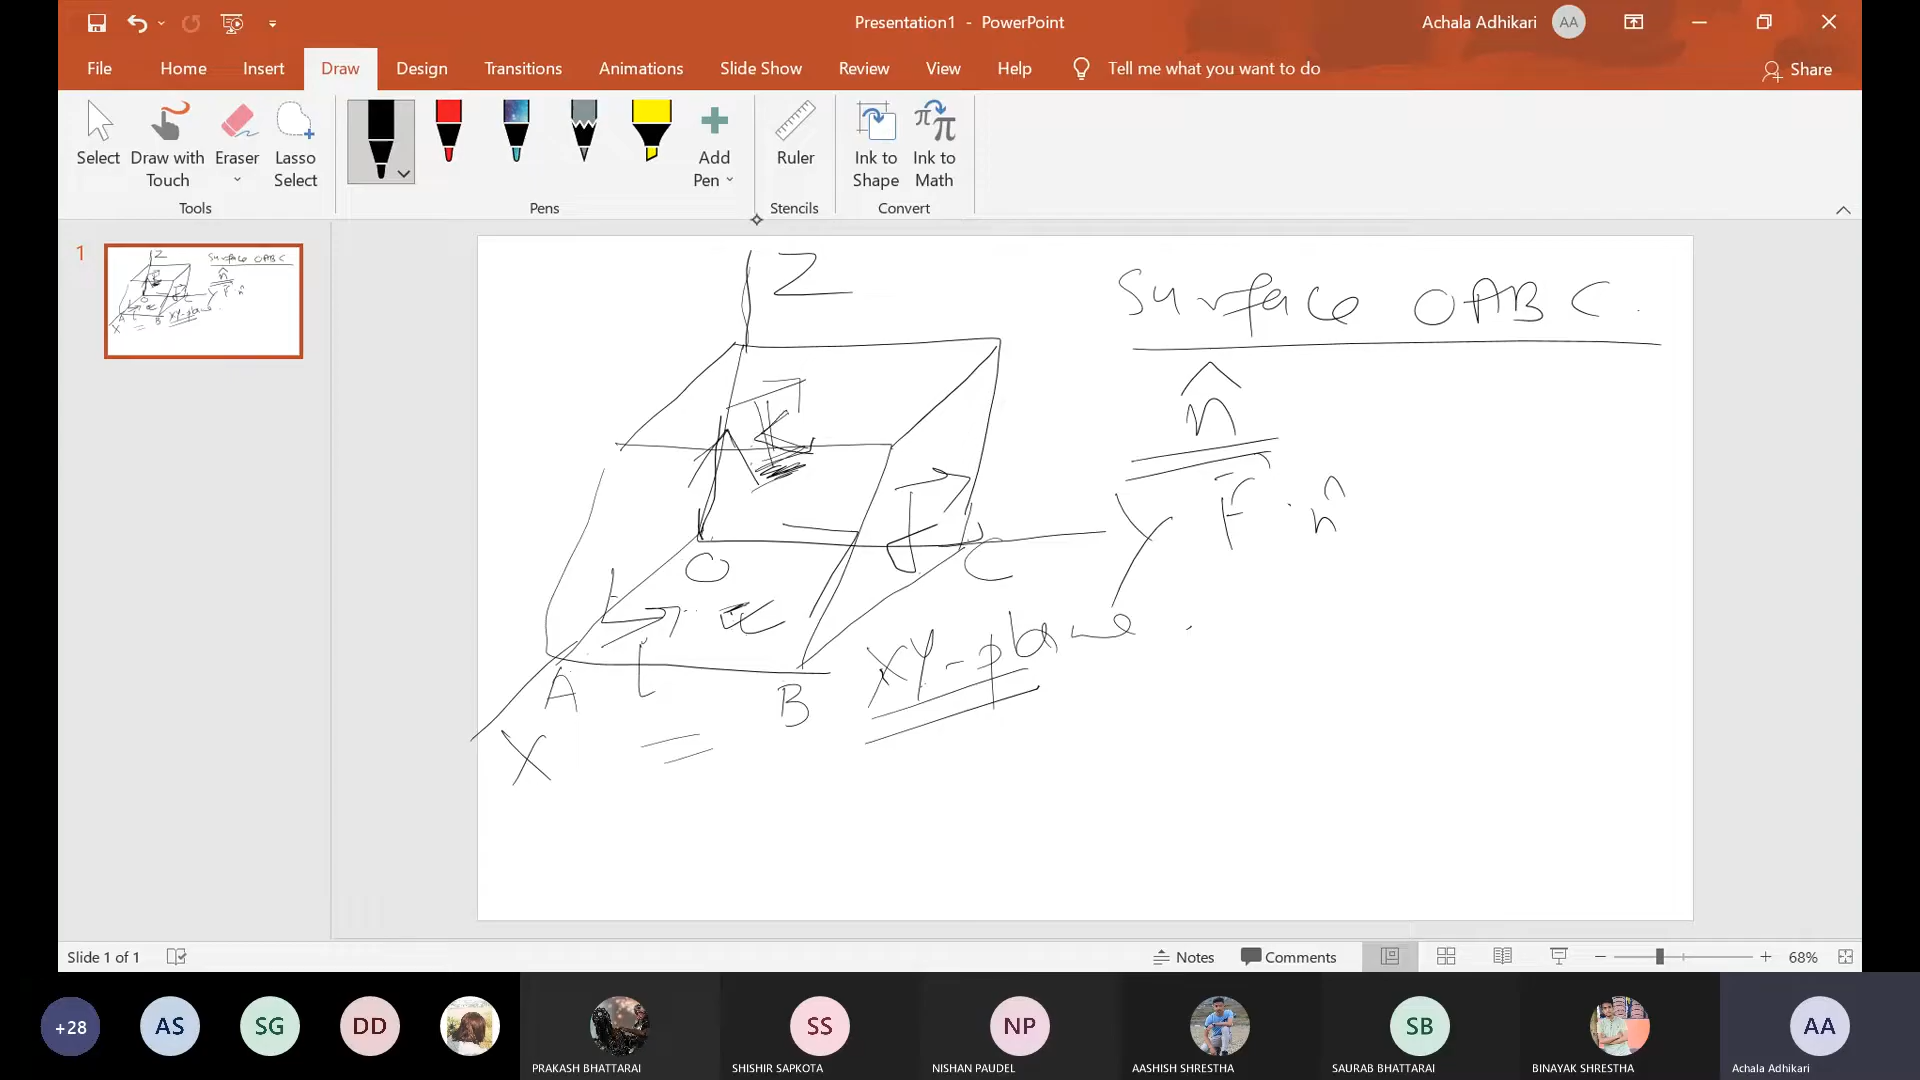 Presentation1 - PowerPoint
Achala Adhikari AA
File Home Insert Draw Design Transitions Animations Slide Show Review View Help Tell me what you want to do Share
Select Draw with Touch Eraser Lasso Select Add Pen Ruler Ink to Shape Ink to Math
Tools Pens Stencils Convert
1
Z
Surface OABC.
n̂
k⃗
Y
F⃗ · n̂
j⃗
O
C
i⃗
A
B
XY-plane
X
Slide 1 of 1
Notes Comments 68%
+28 AS SG DD SS NP SB AA
PRAKASH BHATTARAI SHISHIR SAPKOTA NISHAN PAUDEL AASHISH SHRESTHA SAURAB BHATTARAI BINAYAK SHRESTHA Achala Adhikari